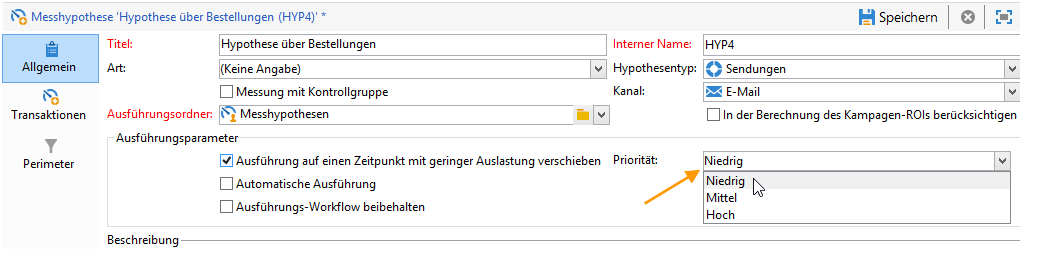 Messhypothese 'Hypothese über Bestellungen (HYP4)' *
Speichern
Allgemein
Transaktionen
Perimeter
Titel: Hypothese über Bestellungen
Interner Name: HYP4
Art: (Keine Angabe)
Hypothesentyp: Sendungen
Messung mit Kontrollgruppe
Kanal: E-Mail
Ausführungsordner: Messhypothesen
In der Berechnung des Kampagen-ROIs berücksichtigen
Ausführungsparameter
Ausführung auf einen Zeitpunkt mit geringer Auslastung verschieben
Priorität: Niedrig
Automatische Ausführung
Ausführungs-Workflow beibehalten
Niedrig
Mittel
Hoch
Beschreibung